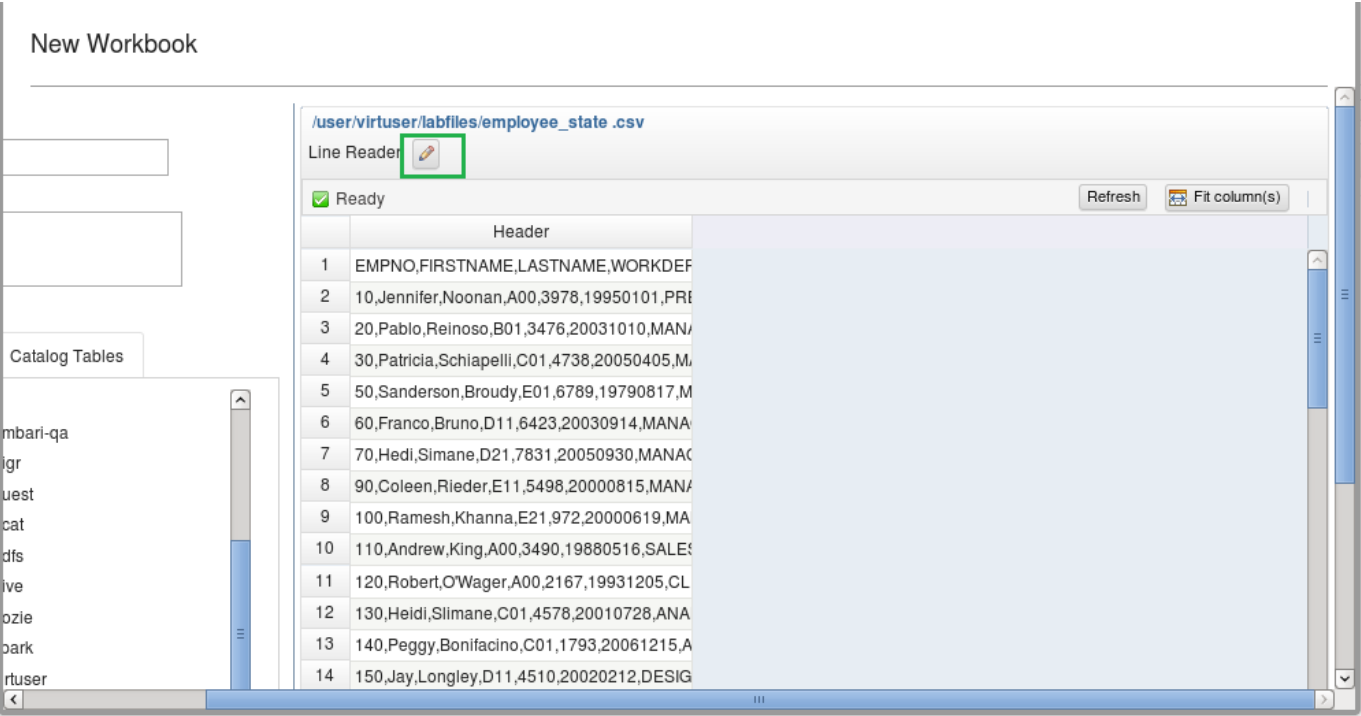 New Workbook
/user/virtuser/labfiles/employee_state .csv
Line Reader
Ready
Refresh
Fit column(s)
Header
1 EMPNO,FIRSTNAME,LASTNAME,WORKDEF
2 10,Jennifer,Noonan,A00,3978,19950101,PRE
3 20,Pablo,Reinoso,B01,3476,20031010,MANA
4 30,Patricia,Schiapelli,C01,4738,20050405,MA
5 50,Sanderson,Broudy,E01,6789,19790817,M
6 60,Franco,Bruno,D11,6423,20030914,MANA
7 70,Hedi,Simane,D21,7831,20050930,MANAG
8 90,Coleen,Rieder,E11,5498,20000815,MANA
9 100,Ramesh,Khanna,E21,972,20000619,MA
10 110,Andrew,King,A00,3490,19880516,SALES
11 120,Robert,O'Wager,A00,2167,19931205,CL
12 130,Heidi,Slimane,C01,4578,20010728,ANA
13 140,Peggy,Bonifacino,C01,1793,20061215,A
14 150,Jay,Longley,D11,4510,20020212,DESIG
Catalog Tables
mbari-qa
igr
uest
cat
dfs
ive
ozie
park
rtuser